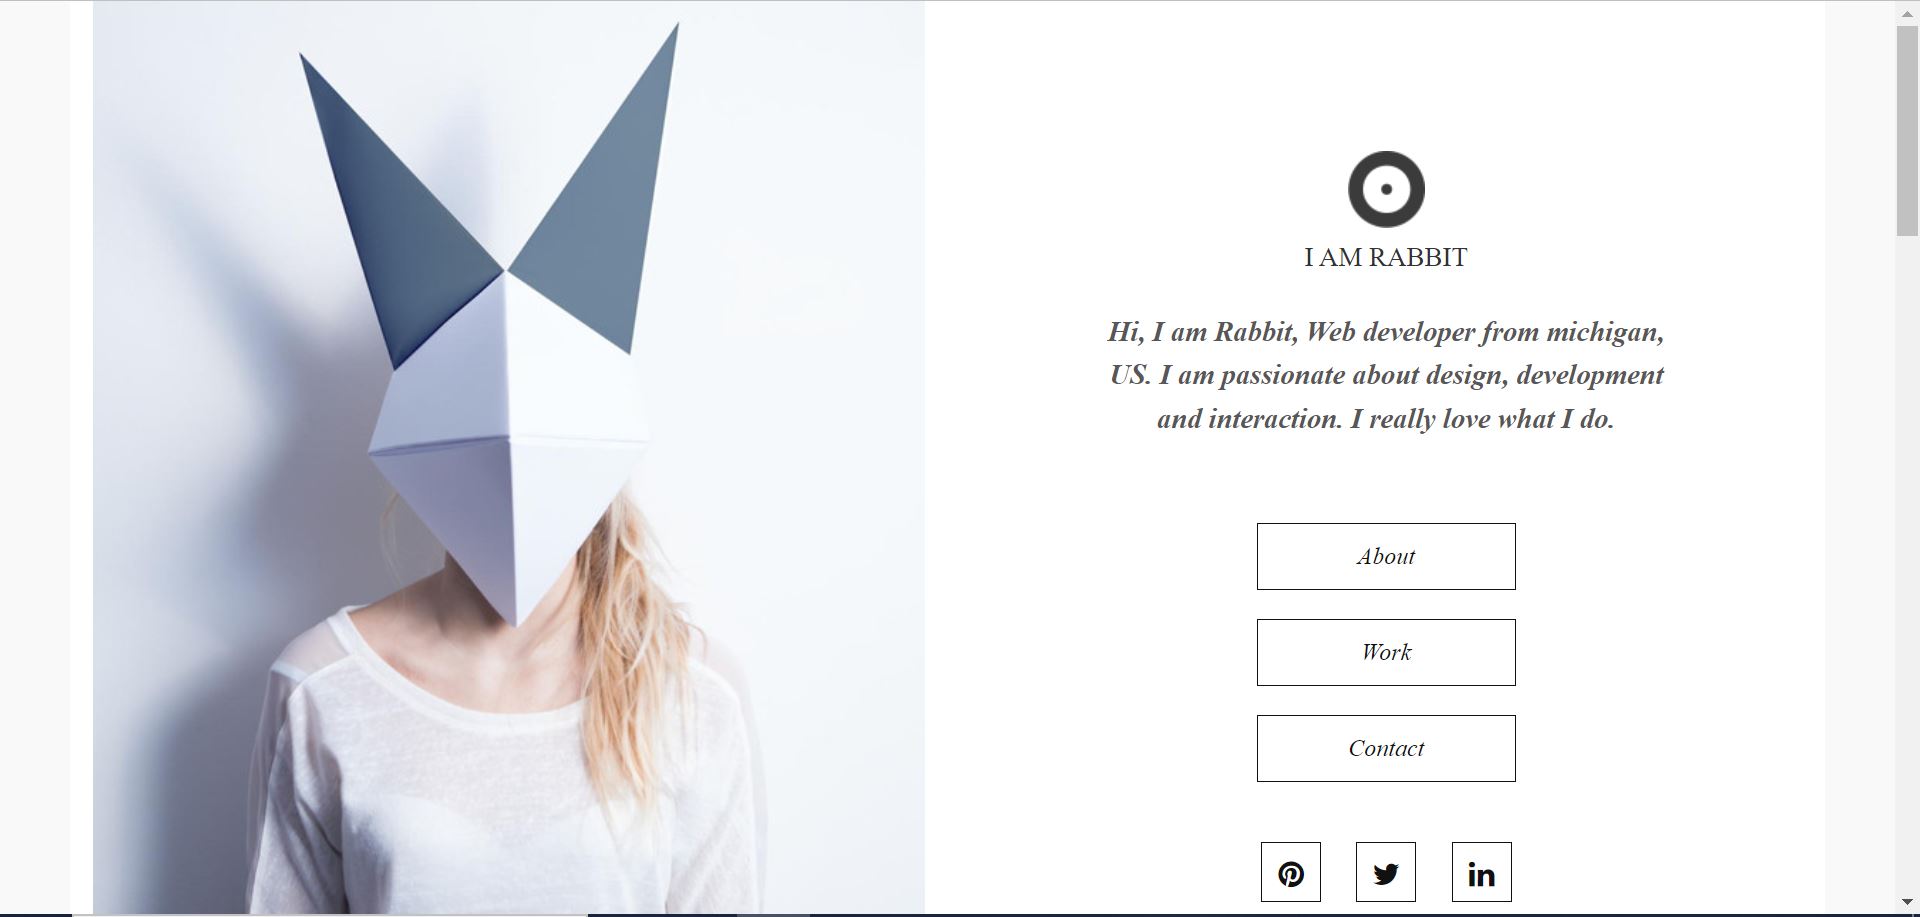 I AM RABBIT
Hi, I am Rabbit, Web developer from michigan,
US. I am passionate about design, development
and interaction. I really love what I do.
About
Work
Contact